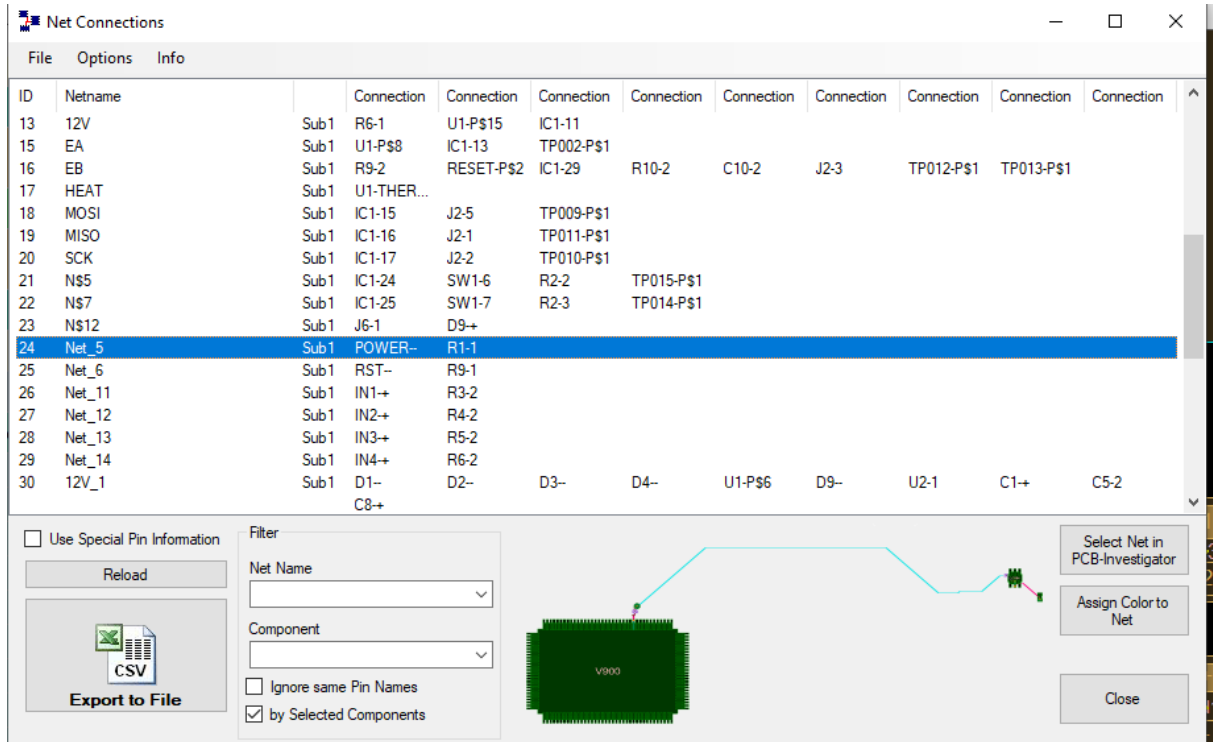 Net Connections
File Options Info
ID Netname Connection Connection Connection Connection Connection Connection Connection Connection Connection
13 12V Sub1 R6-1 U1-P$15 IC1-11
15 EA Sub1 U1-P$8 IC1-13 TP002-P$1
16 EB Sub1 R9-2 RESET-P$2 IC1-29 R10-2 C10-2 J2-3 TP012-P$1 TP013-P$1
17 HEAT Sub1 U1-THER...
18 MOSI Sub1 IC1-15 J2-5 TP009-P$1
19 MISO Sub1 IC1-16 J2-1 TP011-P$1
20 SCK Sub1 IC1-17 J2-2 TP010-P$1
21 N$5 Sub1 IC1-24 SW1-6 R2-2 TP015-P$1
22 N$7 Sub1 IC1-25 SW1-7 R2-3 TP014-P$1
23 N$12 Sub1 J6-1 D9-+
24 Net_5 Sub1 POWER-- R1-1
25 Net_6 Sub1 RST-- R9-1
26 Net_11 Sub1 IN1-+ R3-2
27 Net_12 Sub1 IN2-+ R4-2
28 Net_13 Sub1 IN3-+ R5-2
29 Net_14 Sub1 IN4-+ R6-2
30 12V_1 Sub1 D1-- D2-- D3-- D4-- U1-P$6 D9-- U2-1 C1-+ C5-2
C8-+
Use Special Pin Information
Reload
CSV
Export to File
Filter
Net Name
Component
Ignore same Pin Names
by Selected Components
V900
Select Net in
PCB-Investigator
Assign Color to
Net
Close